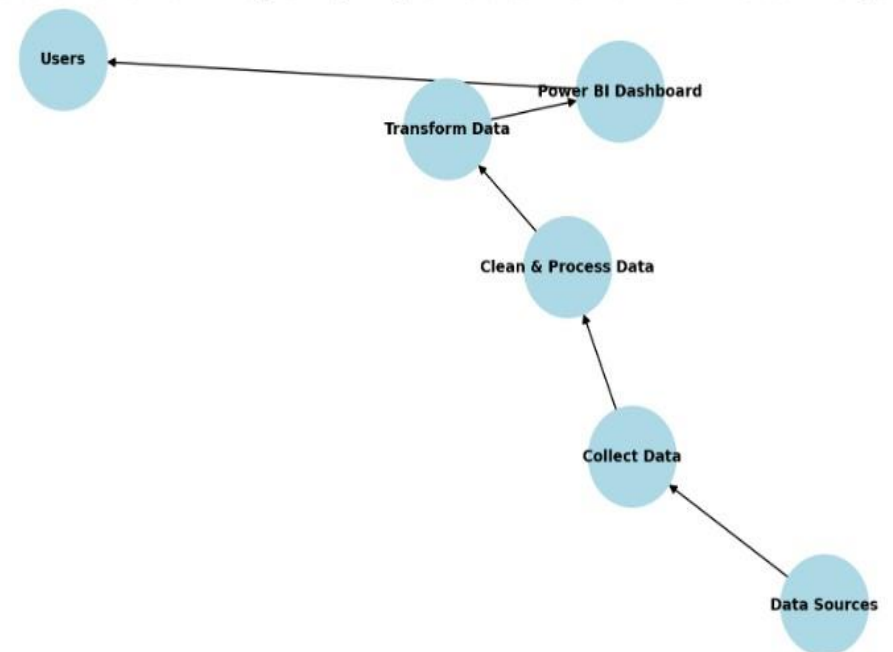 Users
Power BI Dashboard
Transform Data
Clean & Process Data
Collect Data
Data Sources